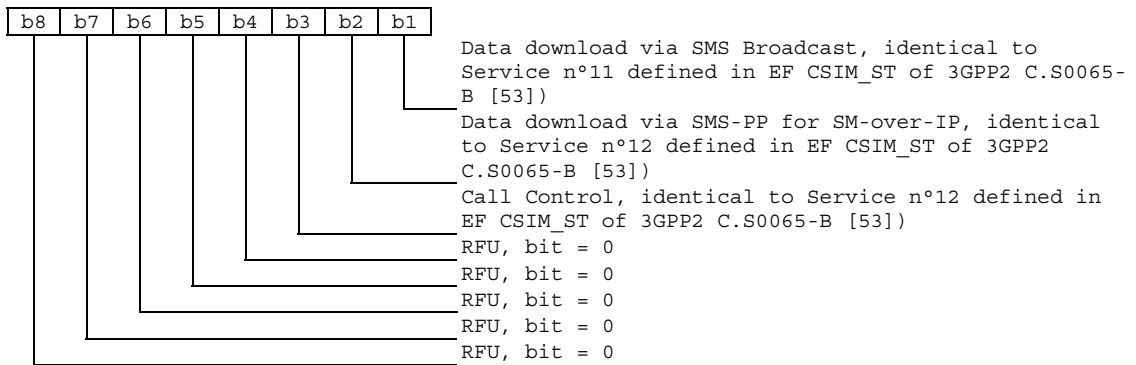 b8 b7 b6 b5 b4 b3 b2 b1
Data download via SMS Broadcast, identical to
Service nº11 defined in EF CSIM_ST of 3GPP2 C.S0065-
B [53])
Data download via SMS-PP for SM-over-IP, identical
to Service nº12 defined in EF CSIM_ST of 3GPP2
C.S0065-B [53])
Call Control, identical to Service nº12 defined in
EF CSIM_ST of 3GPP2 C.S0065-B [53])
RFU, bit = 0
RFU, bit = 0
RFU, bit = 0
RFU, bit = 0
RFU, bit = 0